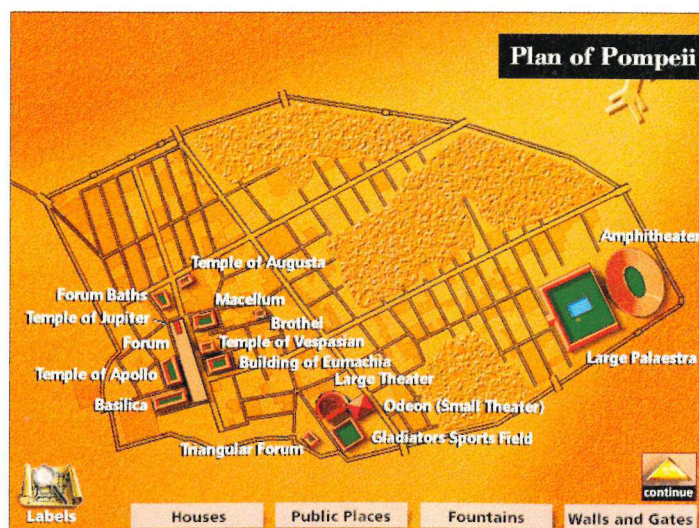 Plan of Pompeii
Amphitheater
Temple of Augusta
Forum Baths
Macellum
Temple of Jupiter
Brothel
Forum
Temple of Vespasian
Building of Eumachia
Large Palaestra
Temple of Apollo
Large Theater
Basilica
Odeon (Small Theater)
Triangular Forum
Gladiators Sports Field
continue
Labels
Houses
Public Places
Fountains
Walls and Gates